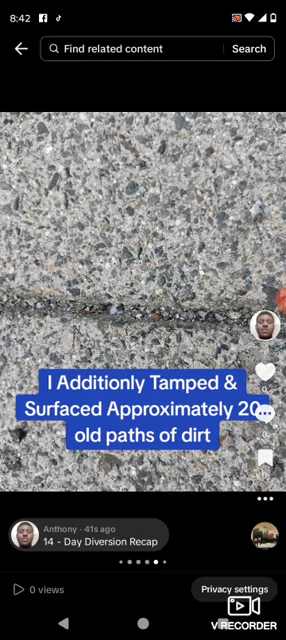 8:42
Find related content
Search
I Additionly Tamped &
Surfaced Approximately 20...
old paths of dirt
0
Anthony · 41s ago
14 - Day Diversion Recap
0 views
Privacy settings
V RECORDER